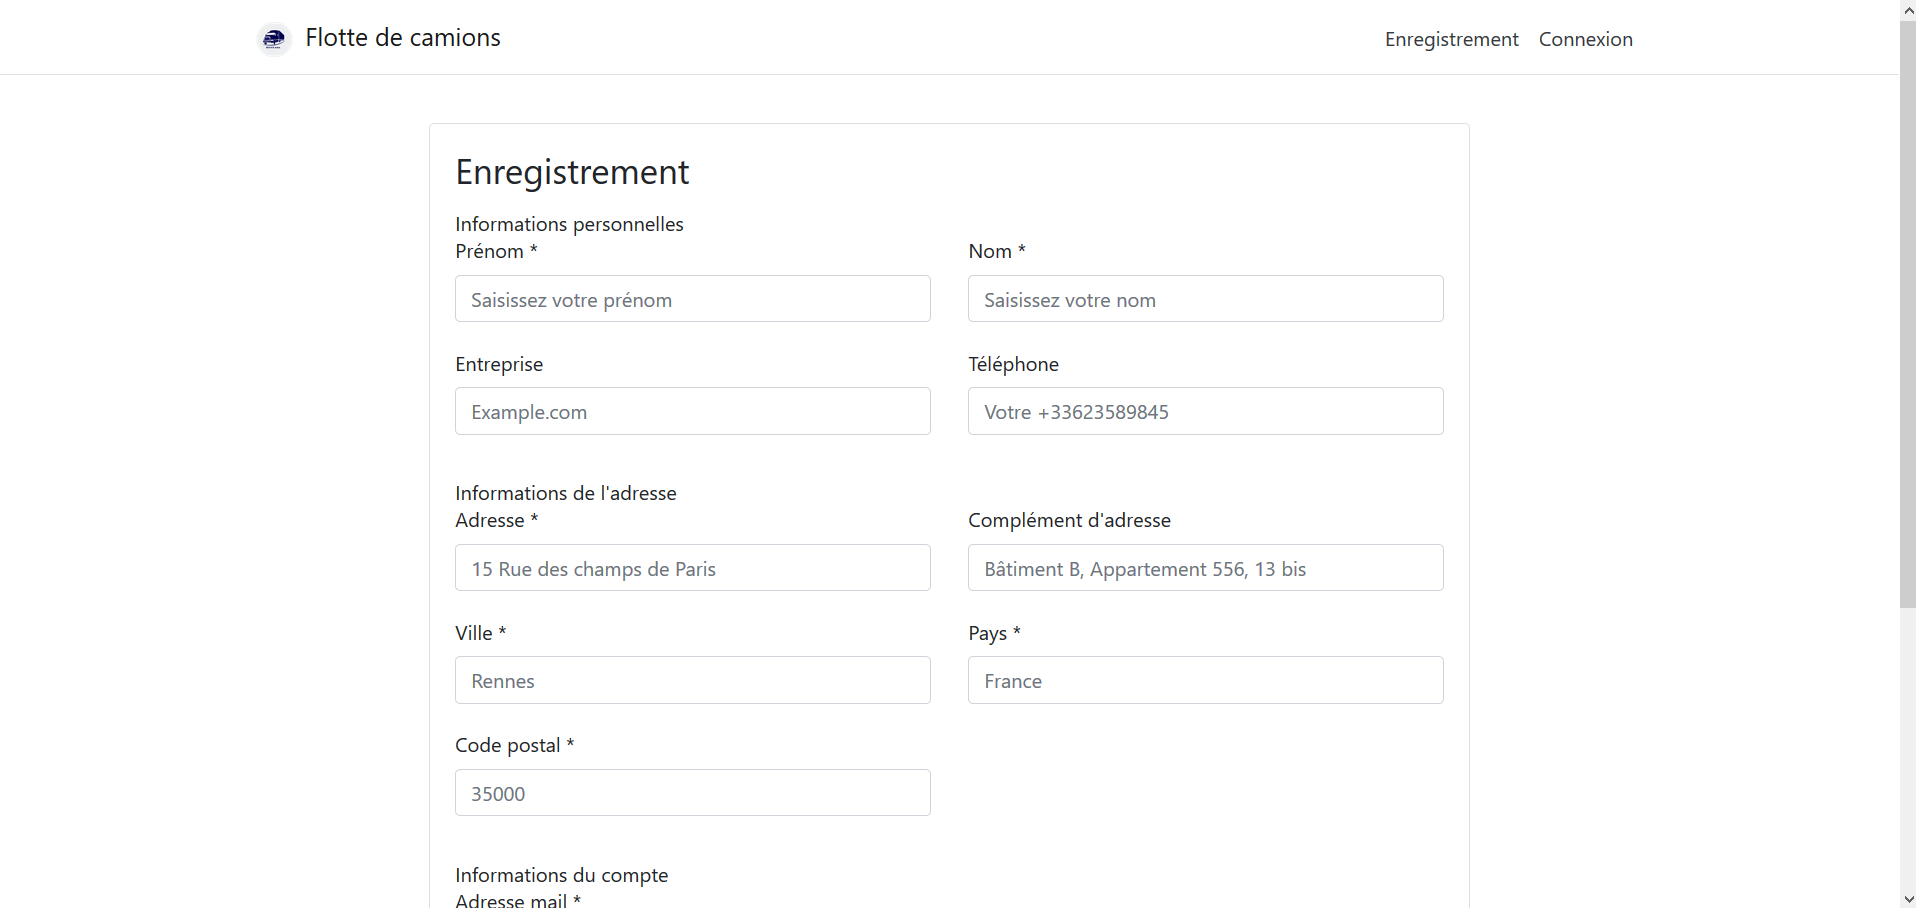 Flotte de camions
Enregistrement Connexion
Enregistrement
Informations personnelles
Prénom * Nom *
Saisissez votre prénom Saisissez votre nom
Entreprise Téléphone
Example.com Votre +33623589845
Informations de l'adresse
Adresse * Complément d'adresse
15 Rue des champs de Paris Bâtiment B, Appartement 556, 13 bis
Ville * Pays *
Rennes France
Code postal *
35000
Informations du compte
Adresse mail *